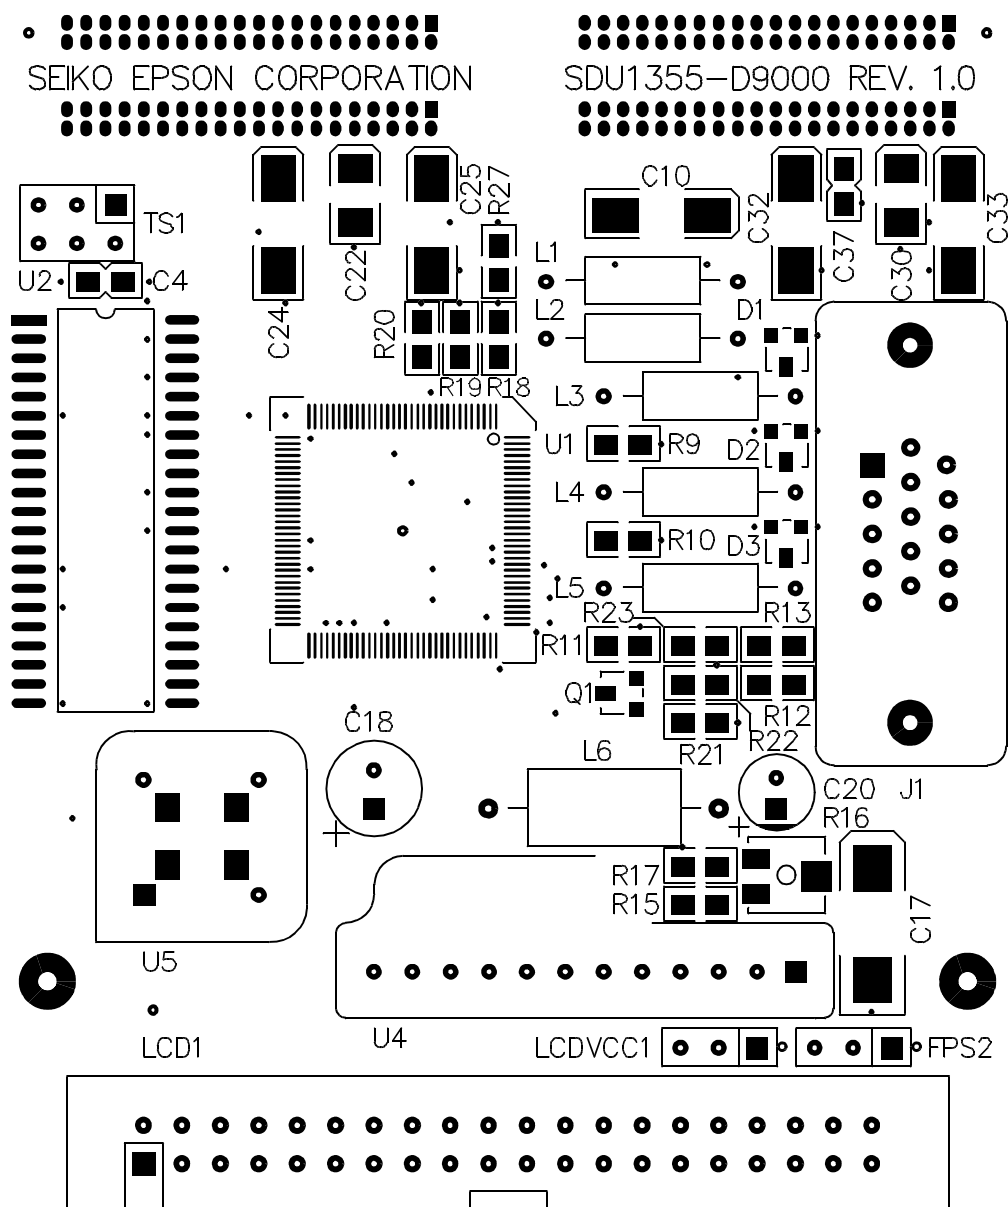 SEIKO EPSON CORPORATION
SDU1355-D9000 REV. 1.0
C25
R27
C10
C32
C37
C30
C33
TS1
U2
C4
C24
C22
L1
L2
D1
R20
R19
R18
L3
U1
R9
D2
L4
R10
D3
L5
R23
R13
R11
Q1
R12
R22
R21
C18
L6
C20
J1
R16
R17
R15
C17
U5
U4
LCD1
LCDVCC1
FPS2